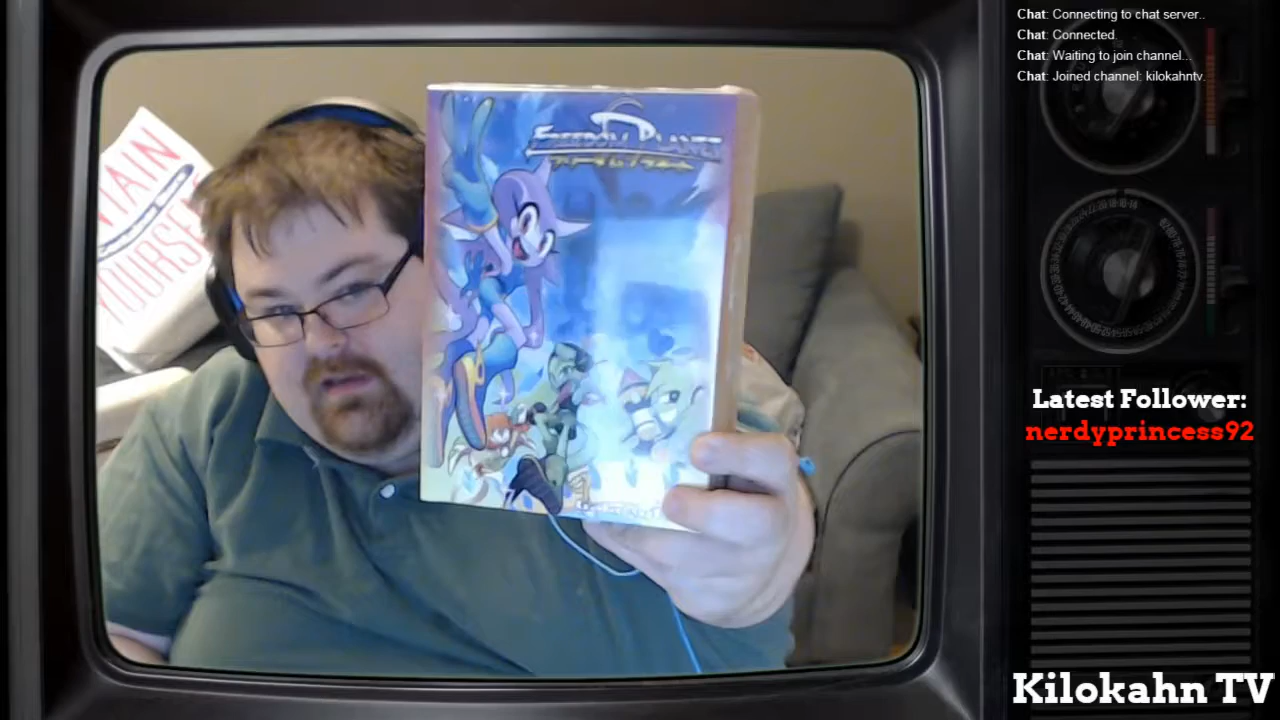 Chat: Connecting to chat server..
Chat: Connected.
Chat: Waiting to join channel...
Chat: Joined channel: kilokahntv.
FREEDOM PLANET
YOURSE
Latest Follower:
nerdyprincess92
Kilokahn TV